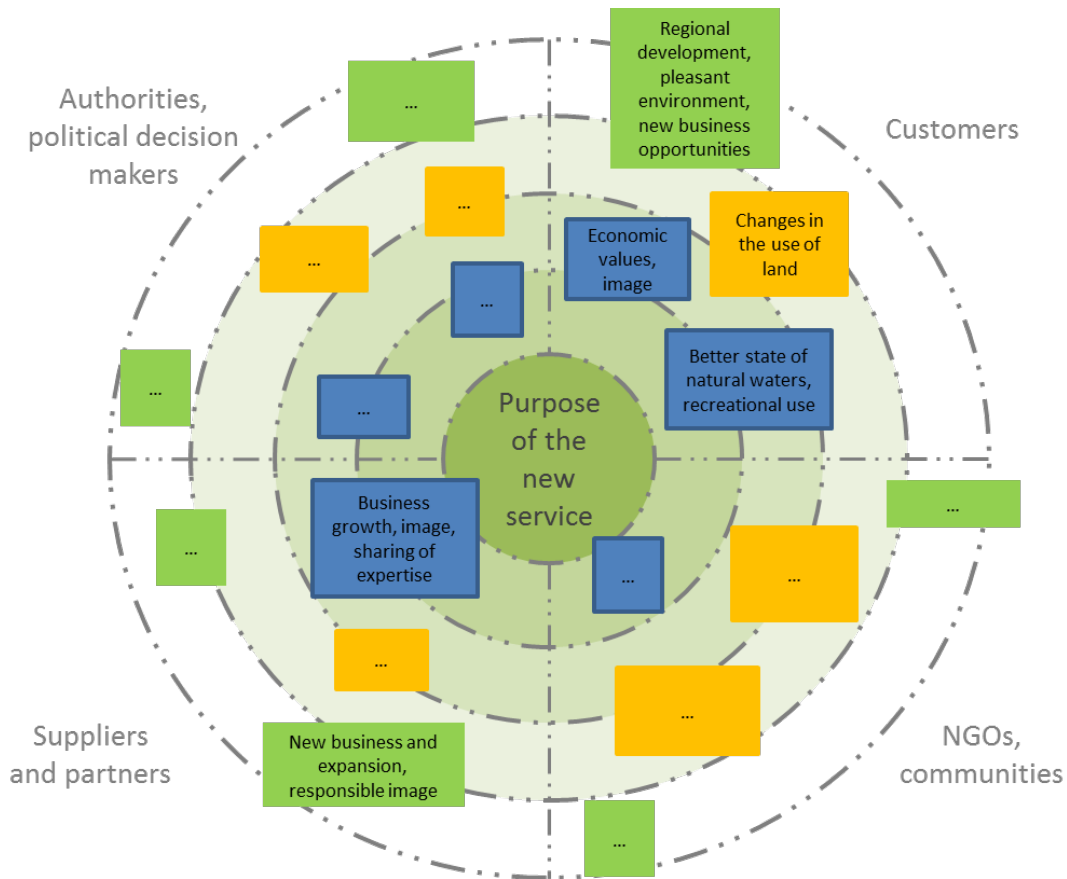 Authorities,
political decision
makers
...
Regional
development,
pleasant
environment,
new business
opportunities
Customers
...
...
Economic
values,
image
Changes
in the
use of
land
...
...
...
Better state of
natural waters,
recreational use
Purpose
of the
new
service
...
Business
growth, image,
sharing of
expertise
...
...
...
...
...
Suppliers
and partners
New business and
expansion,
responsible image
NGOs,
communities
...